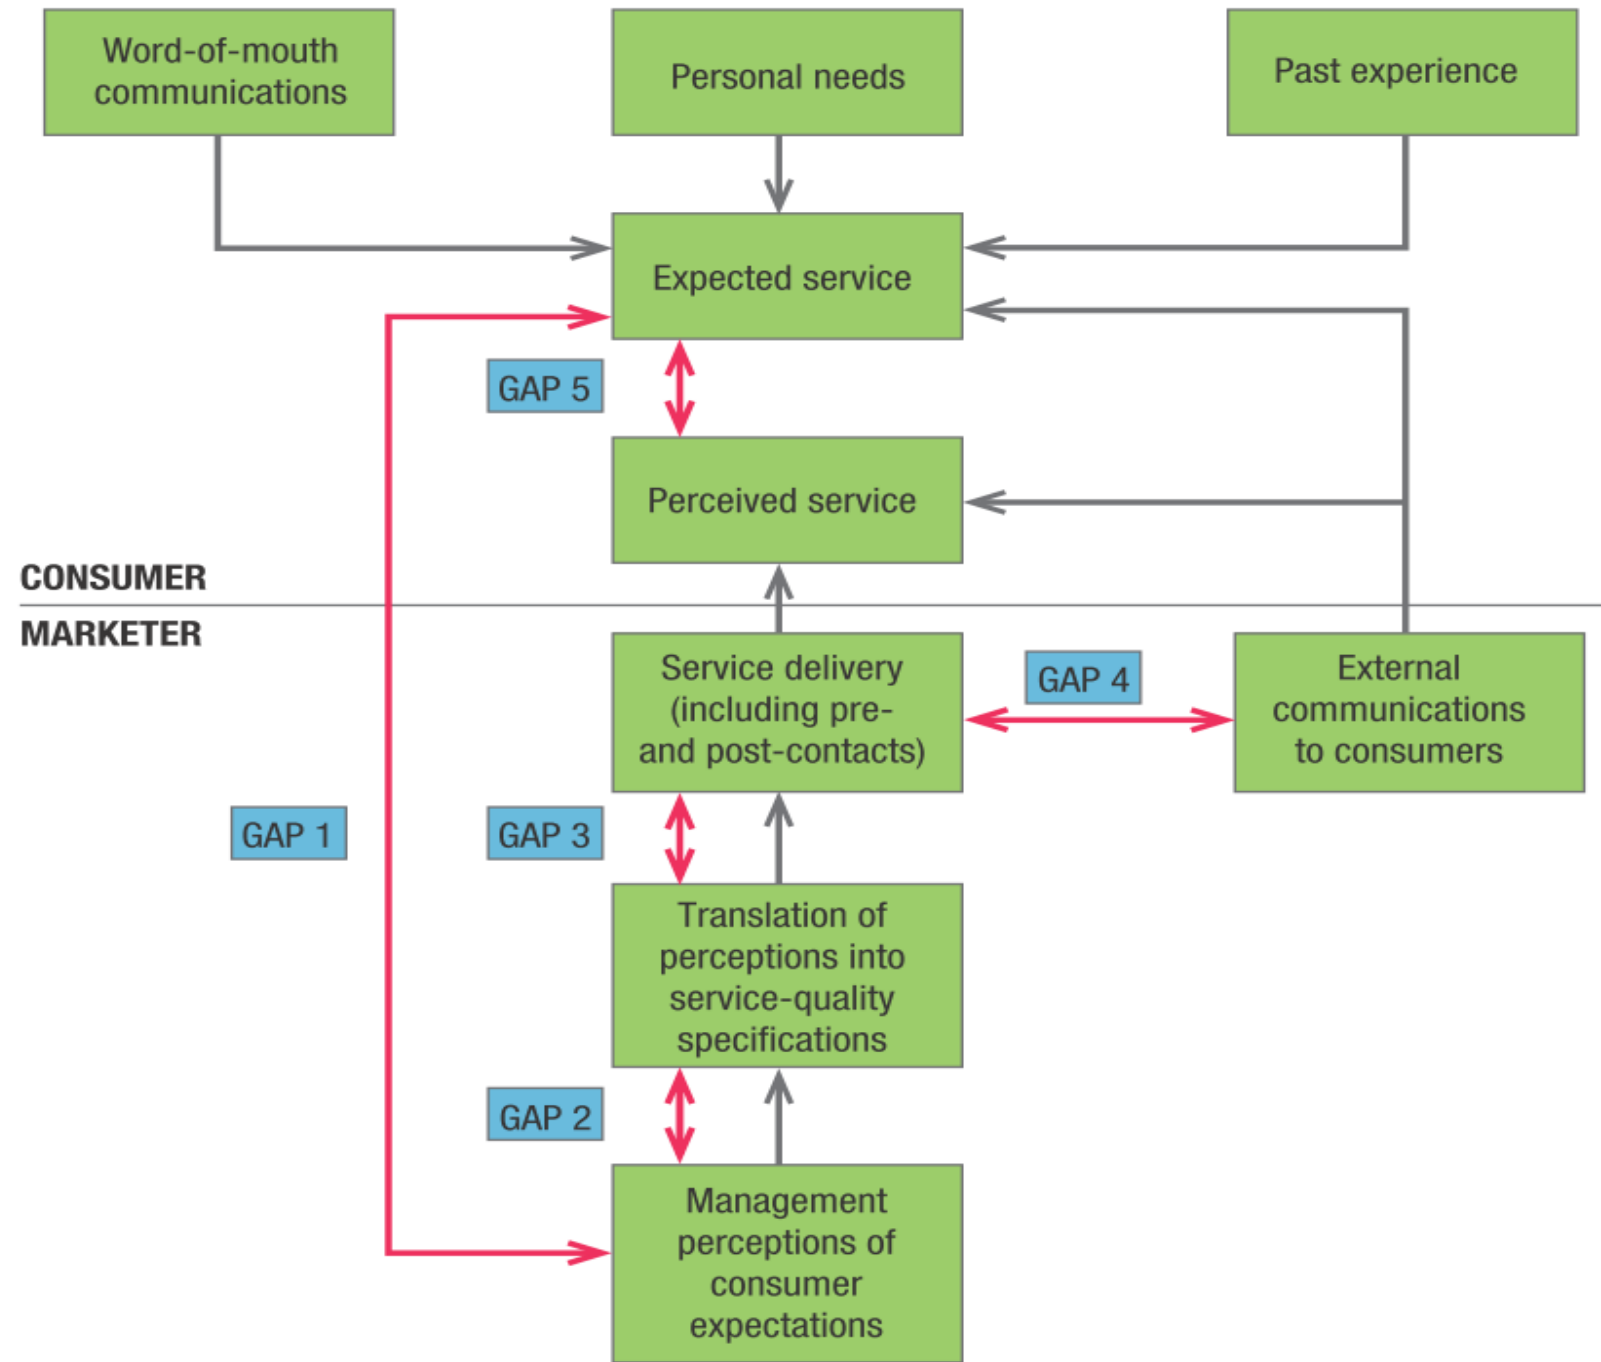 Word-of-mouth
communications
Personal needs
Past experience
Expected service
GAP 5
Perceived service
CONSUMER
MARKETER
Service delivery
(including pre-
and post-contacts)
GAP 4
External
communications
to consumers
GAP 1
GAP 3
Translation of
perceptions into
service-quality
specifications
GAP 2
Management
perceptions of
consumer
expectations